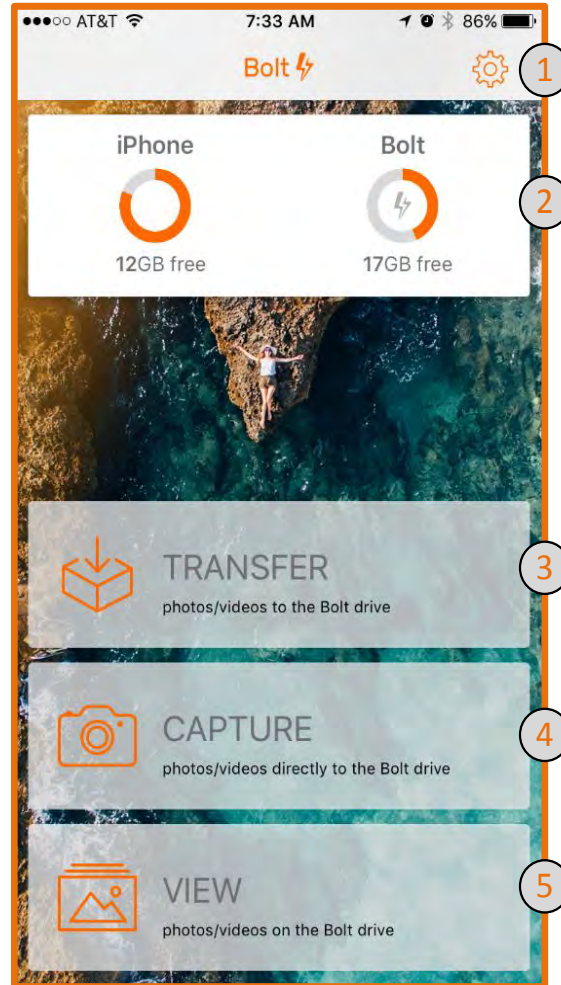 AT&T 7:33 AM 86%
Bolt
1
iPhone Bolt
2
12GB free 17GB free
TRANSFER
3
photos/videos to the Bolt drive
CAPTURE
4
photos/videos directly to the Bolt drive
VIEW
5
photos/videos on the Bolt drive